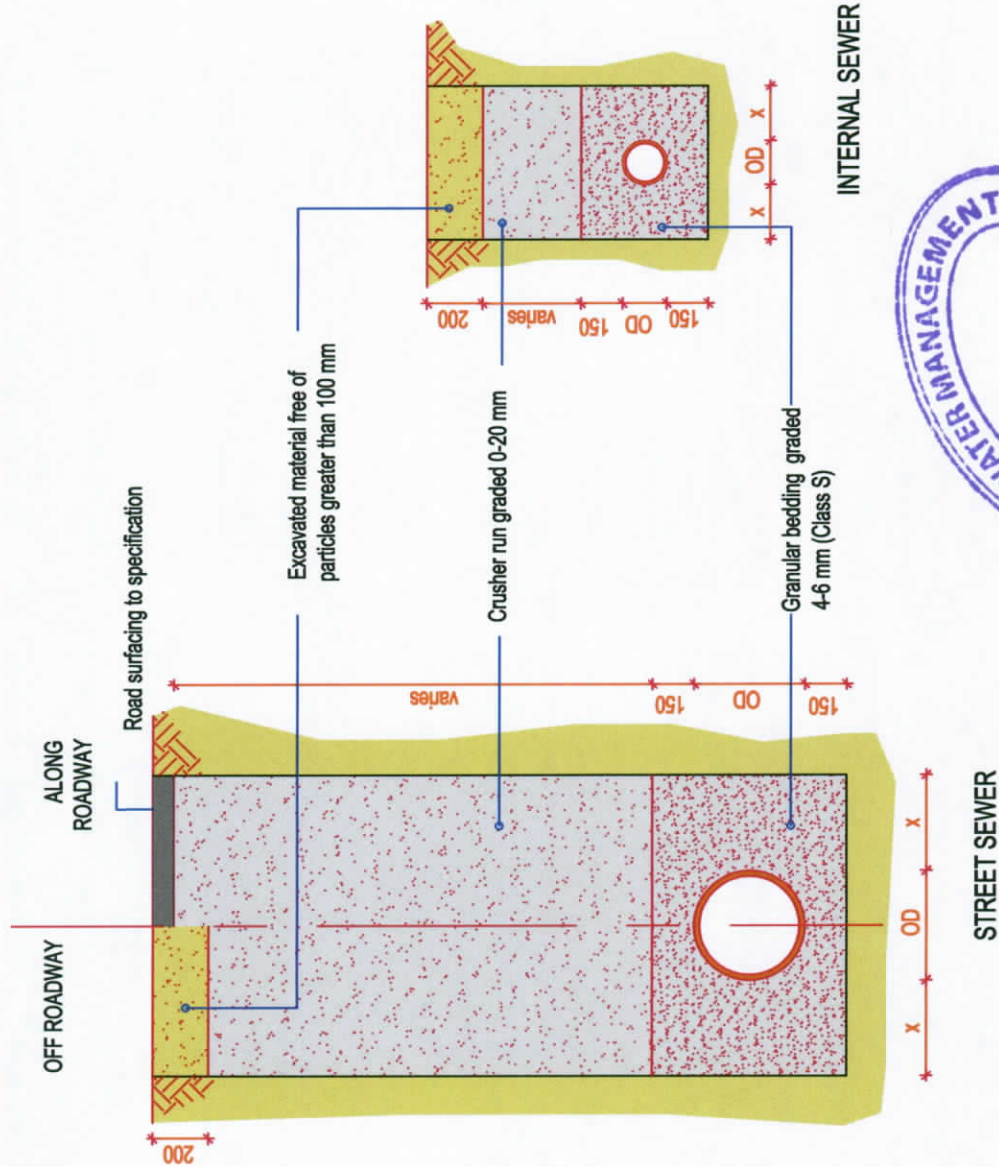 OFF ROADWAY
ALONG
ROADWAY
Road surfacing to specification
200
Excavated material free of
particles greater than 100 mm
Crusher run graded 0-20 mm
Granular bedding graded
4-6 mm (Class S)
varies
150
OD
150
X
OD
X
STREET SEWER
200
varies
150
OD
150
X
OD
X
INTERNAL SEWER
WATER MANAGEMENT